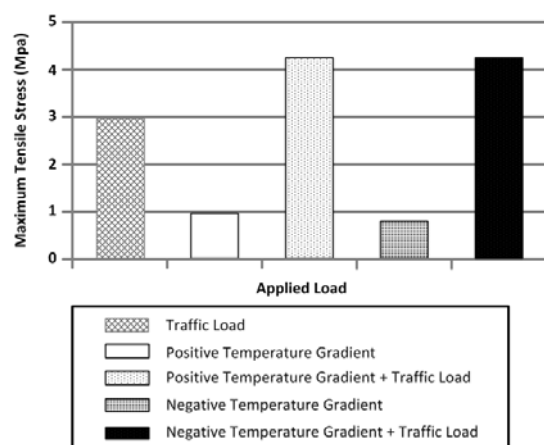 5
4
3
2
1
0
Maximum Tensile Stress (Mpa)
Applied Load
Traffic Load
Positive Temperature Gradient
Positive Temperature Gradient + Traffic Load
Negative Temperature Gradient
Negative Temperature Gradient + Traffic Load